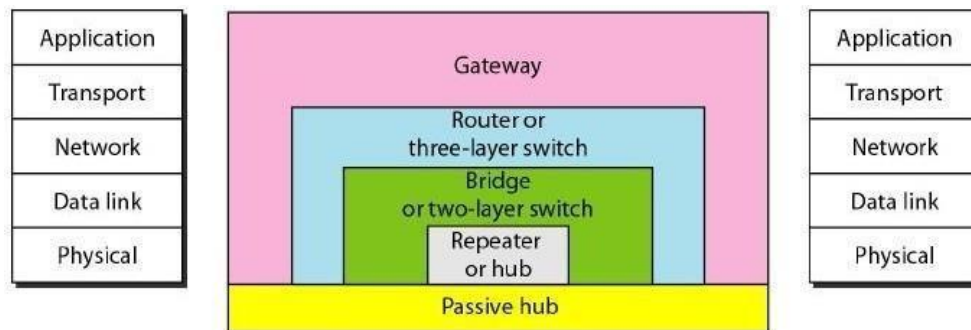 Application
Transport
Network
Data link
Physical
Gateway
Router or
three-layer switch
Bridge
or two-layer switch
Repeater
or hub
Passive hub
Application
Transport
Network
Data link
Physical